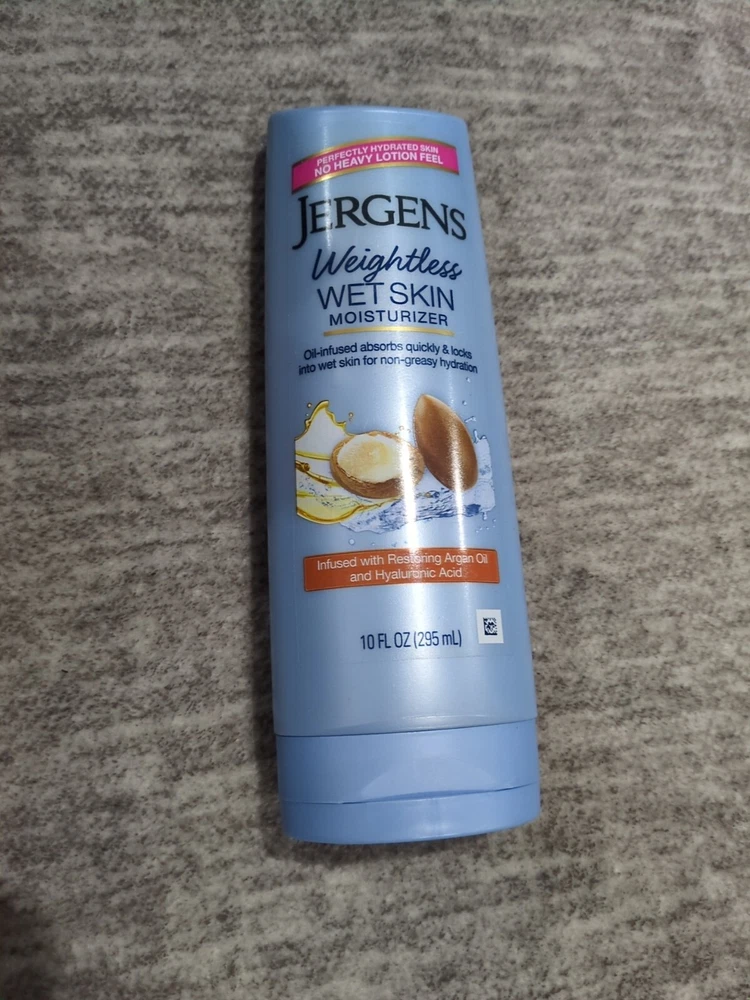 PERFECTLY HYDRATED SKIN
NO HEAVY LOTION FEEL
JERGENS
Weightless
WET SKIN
MOISTURIZER
Oil-infused absorbs quickly & locks
into wet skin for non-greasy hydration
Infused with Restoring Argan Oil
and Hyaluronic Acid
10 FL OZ (295 mL)